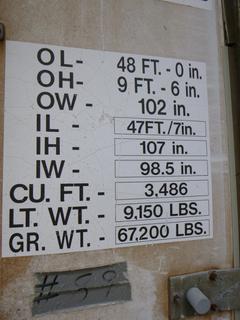 OL- 48 FT. - 0 in.
OH- 9 FT. - 6 in.
OW - 102 in.
IL - 47FT./7in.
IH - 107 in.
IW - 98.5 in.
CU. FT.- 3,486
LT. WT.- 9,150 LBS.
GR. WT.- 67,200 LBS.
#59